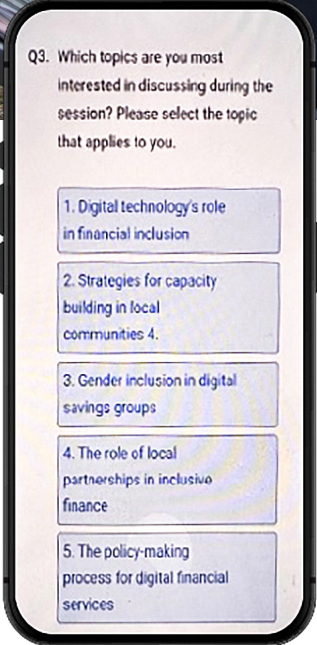 Q3. Which topics are you most
interested in discussing during the
session? Please select the topic
that applies to you.
1. Digital technology's role
in financial inclusion
2. Strategies for capacity
building in local
communities 4.
3. Gender inclusion in digital
savings groups
4. The role of local
partnerships in inclusive
finance
5. The policy-making
process for digital financial
services